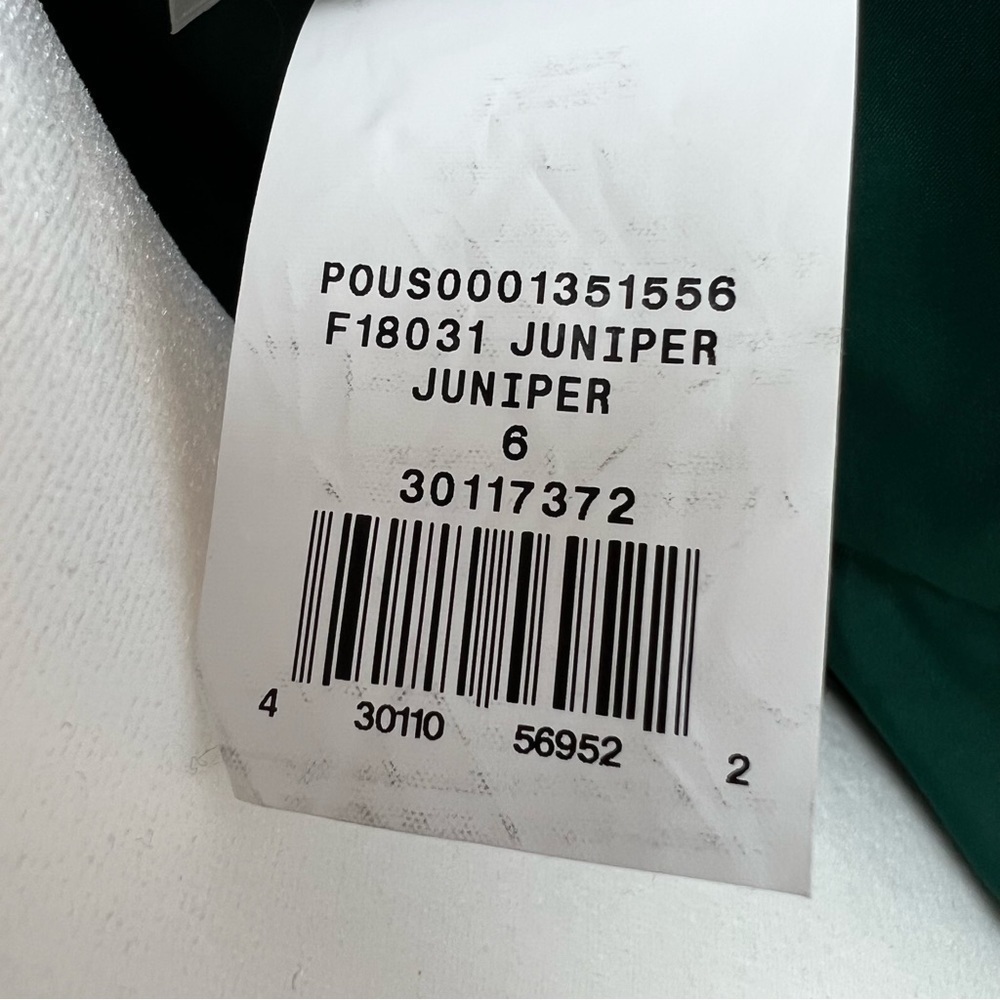 POUS0001351556
F18031 JUNIPER
JUNIPER
6
30117372
4 30110 56952 2